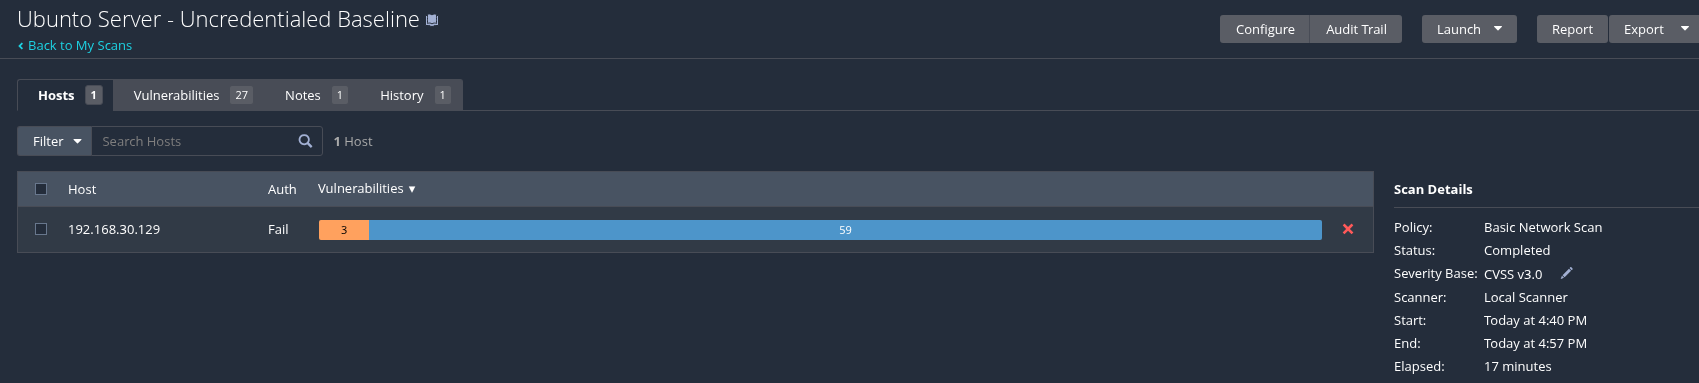 Ubunto Server - Uncredentialed Baseline
‹ Back to My Scans
Configure Audit Trail Launch Report Export
Hosts 1 Vulnerabilities 27 Notes 1 History 1
Filter Search Hosts 1 Host
Host Auth Vulnerabilities ▼
192.168.30.129 Fail 3 59
Scan Details
Policy: Basic Network Scan
Status: Completed
Severity Base: CVSS v3.0
Scanner: Local Scanner
Start: Today at 4:40 PM
End: Today at 4:57 PM
Elapsed: 17 minutes